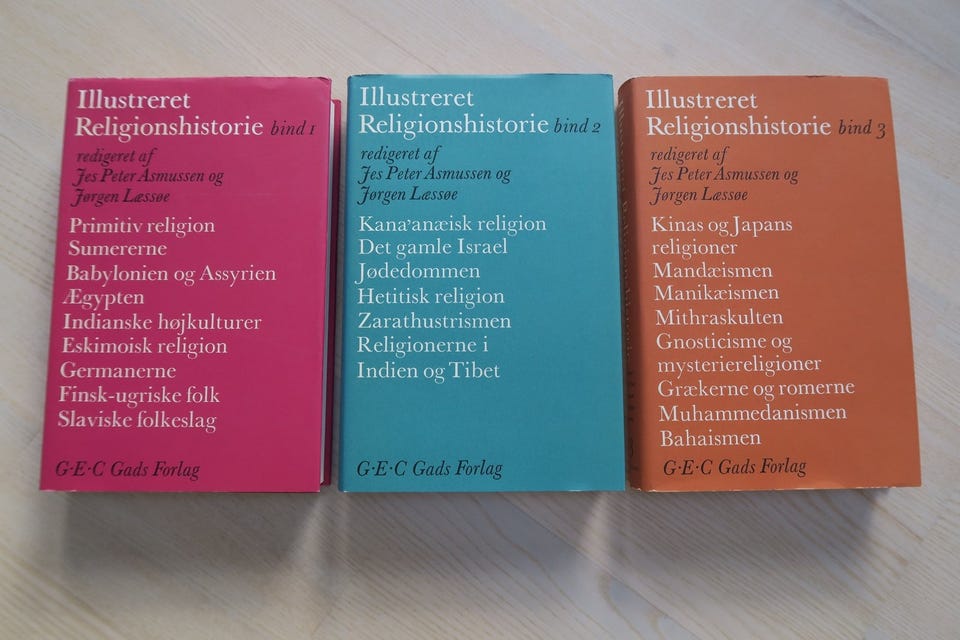 Illustreret
Religionshistorie bind 1
redigeret af
Jes Peter Asmussen og
Jørgen Læssøe
Primitiv religion
Sumererne
Babylonien og Assyrien
Ægypten
Indianske højkulturer
Eskimoisk religion
Germanerne
Finsk-ugriske folk
Slaviske folkeslag
G·E·C Gads Forlag
Illustreret
Religionshistorie bind 2
redigeret af
Jes Peter Asmussen og
Jørgen Læssøe
Kana'anæisk religion
Det gamle Israel
Jødedommen
Hetitisk religion
Zarathustrismen
Religionerne i
Indien og Tibet
G·E·C Gads Forlag
Illustreret
Religionshistorie bind 3
redigeret af
Jes Peter Asmussen og
Jørgen Læssøe
Kinas og Japans
religioner
Mandæismen
Manikæismen
Mithraskulten
Gnosticisme og
mysteriereligioner
Grækerne og romerne
Muhammedanismen
Bahaismen
G·E·C Gads Forlag